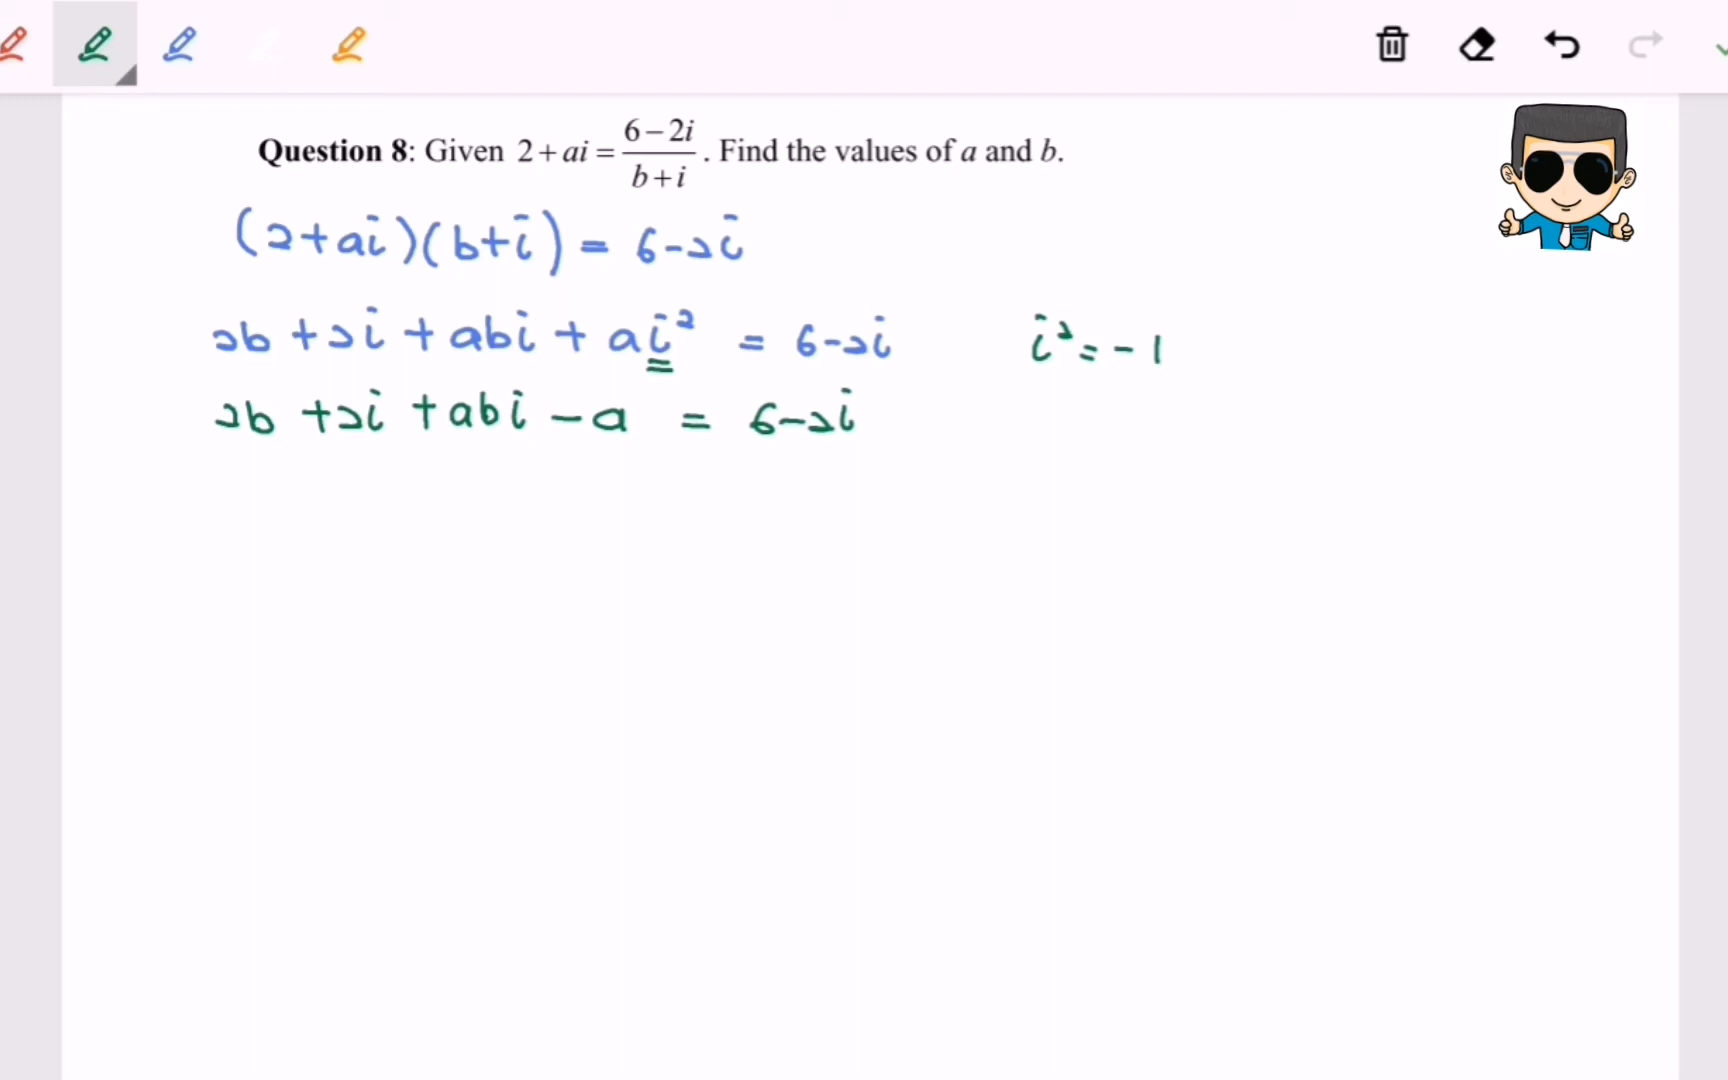 Question 8: Given 2 + ai = \frac{6 - 2i}{b + i}. Find the values of a and b.
(2+ai)(b+i) = 6-2i
2b + 2i + abi + ai² = 6-2i
i² = -1
2b + 2i + abi - a = 6-2i